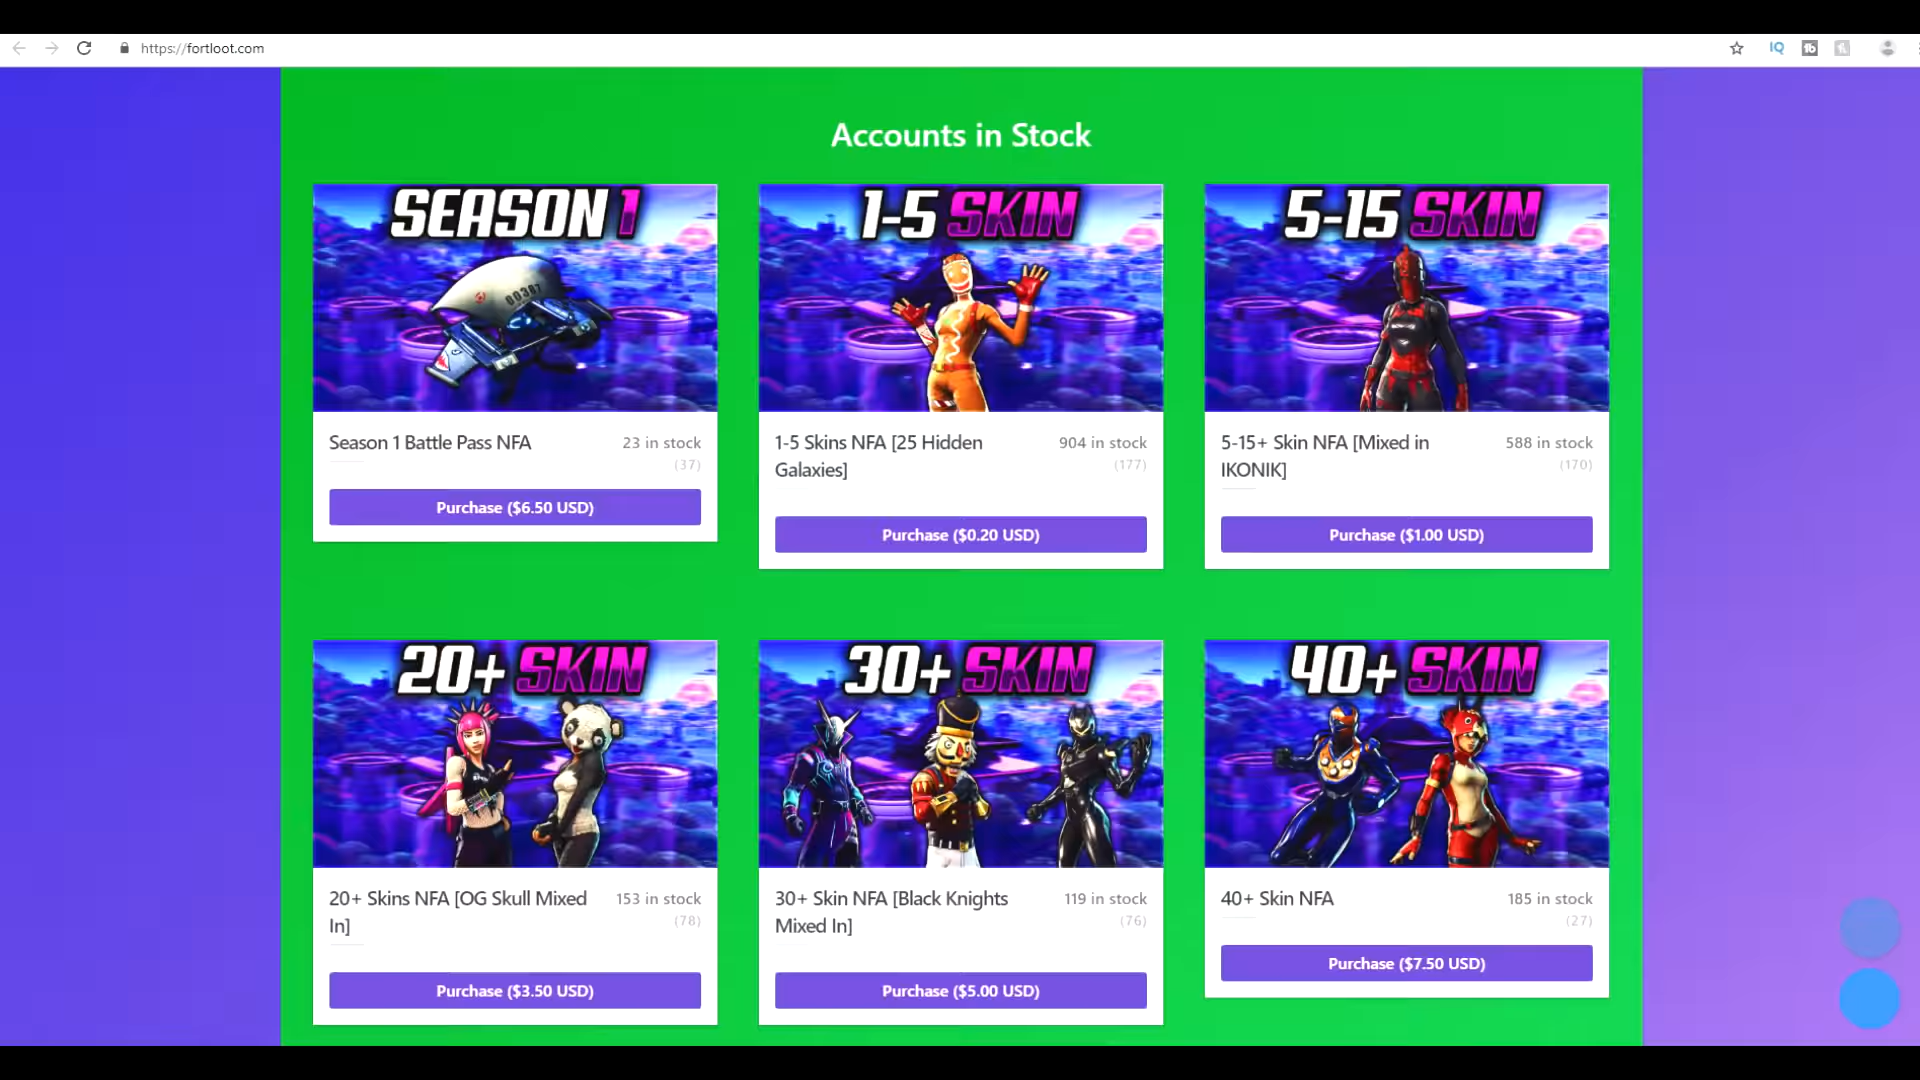 https://fortloot.com
IQ
Accounts in Stock
SEASON 1
00387
Season 1 Battle Pass NFA
23 in stock
(37)
Purchase ($6.50 USD)
1-5 SKIN
1-5 Skins NFA [25 Hidden
Galaxies]
904 in stock
(177)
Purchase ($0.20 USD)
5-15 SKIN
5-15+ Skin NFA [Mixed in
IKONIK]
588 in stock
(170)
Purchase ($1.00 USD)
20+ SKIN
20+ Skins NFA [OG Skull Mixed
In]
153 in stock
(78)
Purchase ($3.50 USD)
30+ SKIN
30+ Skin NFA [Black Knights
Mixed In]
119 in stock
(76)
Purchase ($5.00 USD)
40+ SKIN
40+ Skin NFA
185 in stock
(27)
Purchase ($7.50 USD)